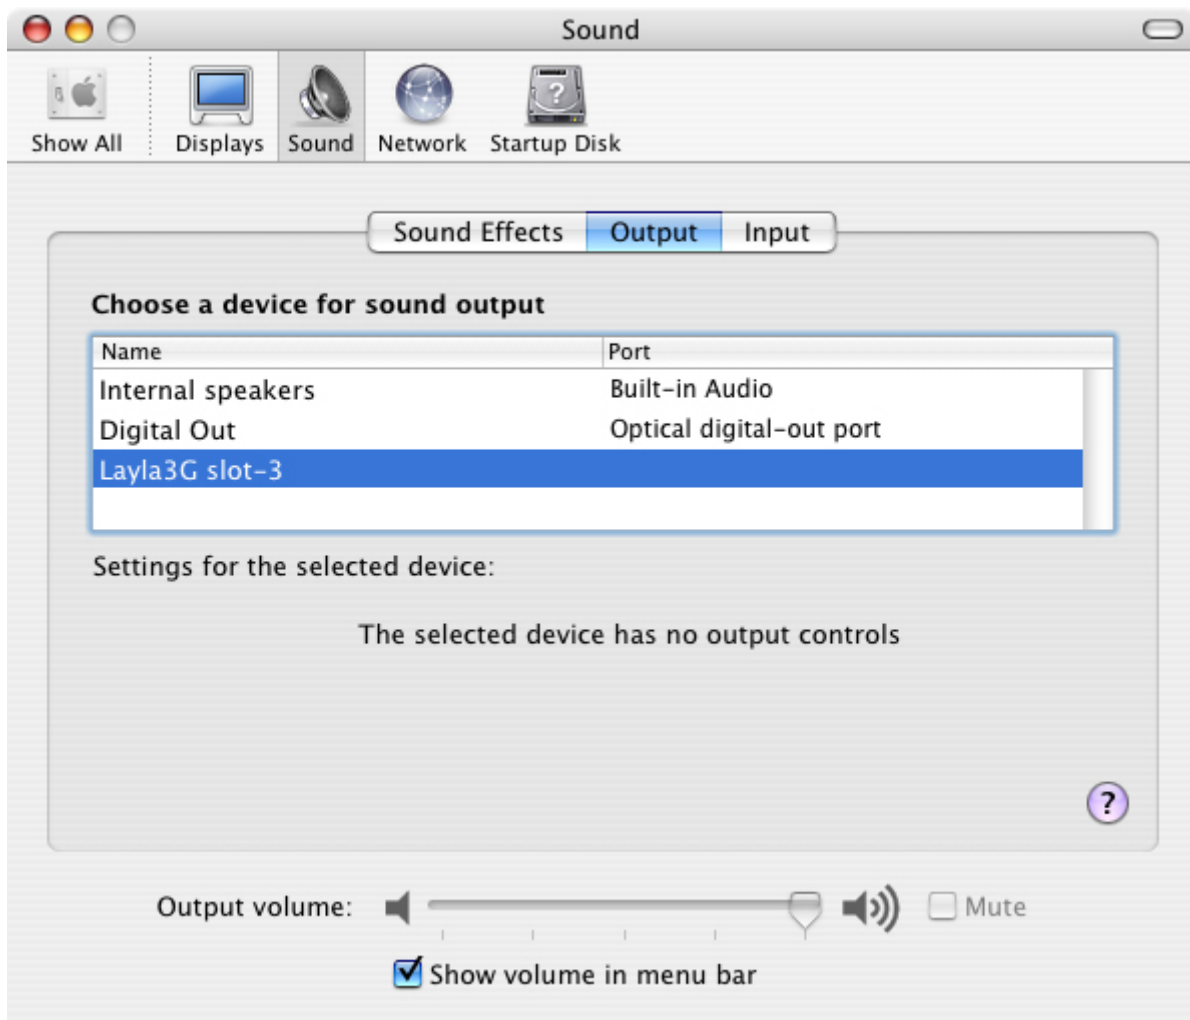 Sound
Show All Displays Sound Network Startup Disk
Sound Effects Output Input
Choose a device for sound output
Name Port
Internal speakers Built-in Audio
Digital Out Optical digital-out port
Layla3G slot-3
Settings for the selected device:
The selected device has no output controls
?
Output volume: Mute
Show volume in menu bar